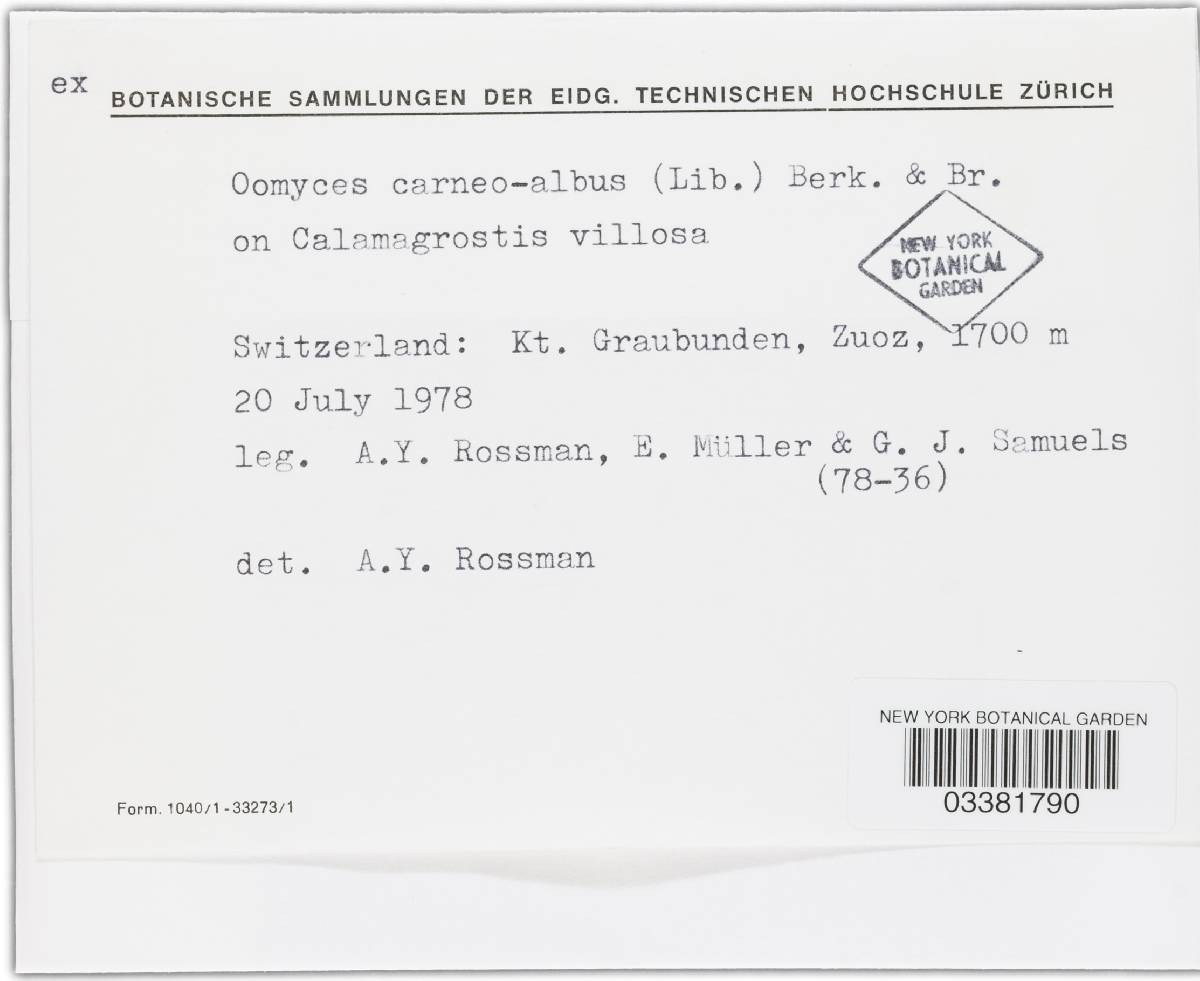 ex BOTANISCHE SAMMLUNGEN DER EIDG. TECHNISCHEN HOCHSCHULE ZÜRICH
Oomyces carneo-albus (Lib.) Berk. & Br.
on Calamagrostis villosa
NEW YORK
BOTANICAL
GARDEN
Switzerland: Kt. Graubunden, Zuoz, 1700 m
20 July 1978
leg. A.Y. Rossman, E. Müller & G. J. Samuels
(78-36)
det. A.Y. Rossman
NEW YORK BOTANICAL GARDEN
03381790
Form. 1040/1-33273/1